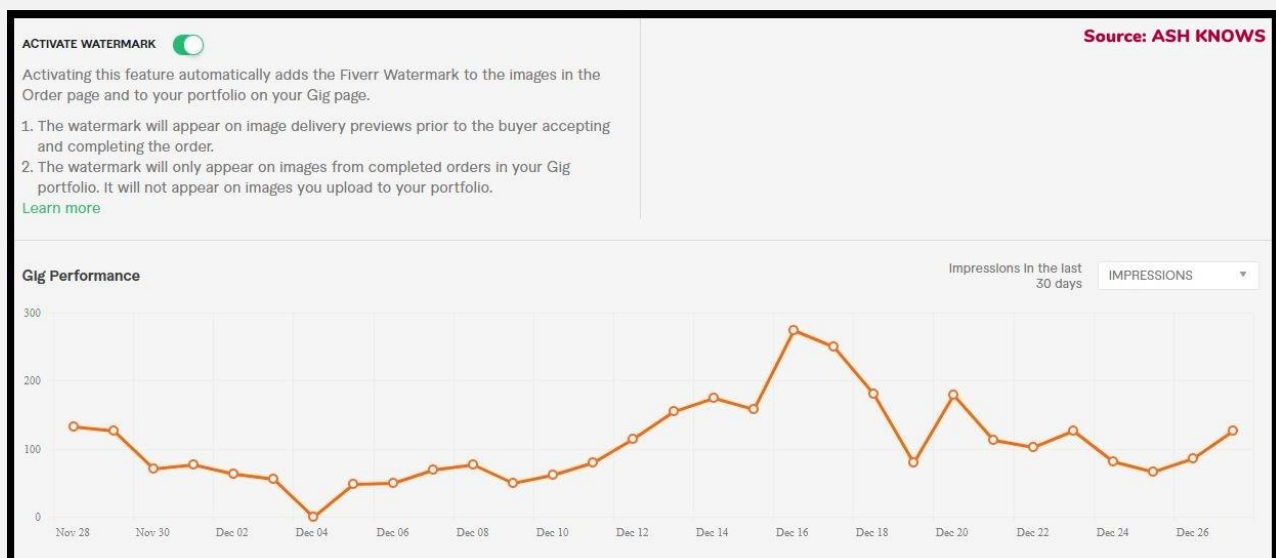 Source: ASH KNOWS
ACTIVATE WATERMARK
Activating this feature automatically adds the Fiverr Watermark to the images in the
Order page and to your portfolio on your Gig page.
1. The watermark will appear on image delivery previews prior to the buyer accepting
and completing the order.
2. The watermark will only appear on images from completed orders in your Gig
portfolio. It will not appear on images you upload to your portfolio.
Learn more
Gig Performance
Impressions in the last
30 days
IMPRESSIONS
300
200
100
0
Nov 28 Nov 30 Dec 02 Dec 04 Dec 06 Dec 08 Dec 10 Dec 12 Dec 14 Dec 16 Dec 18 Dec 20 Dec 22 Dec 24 Dec 26